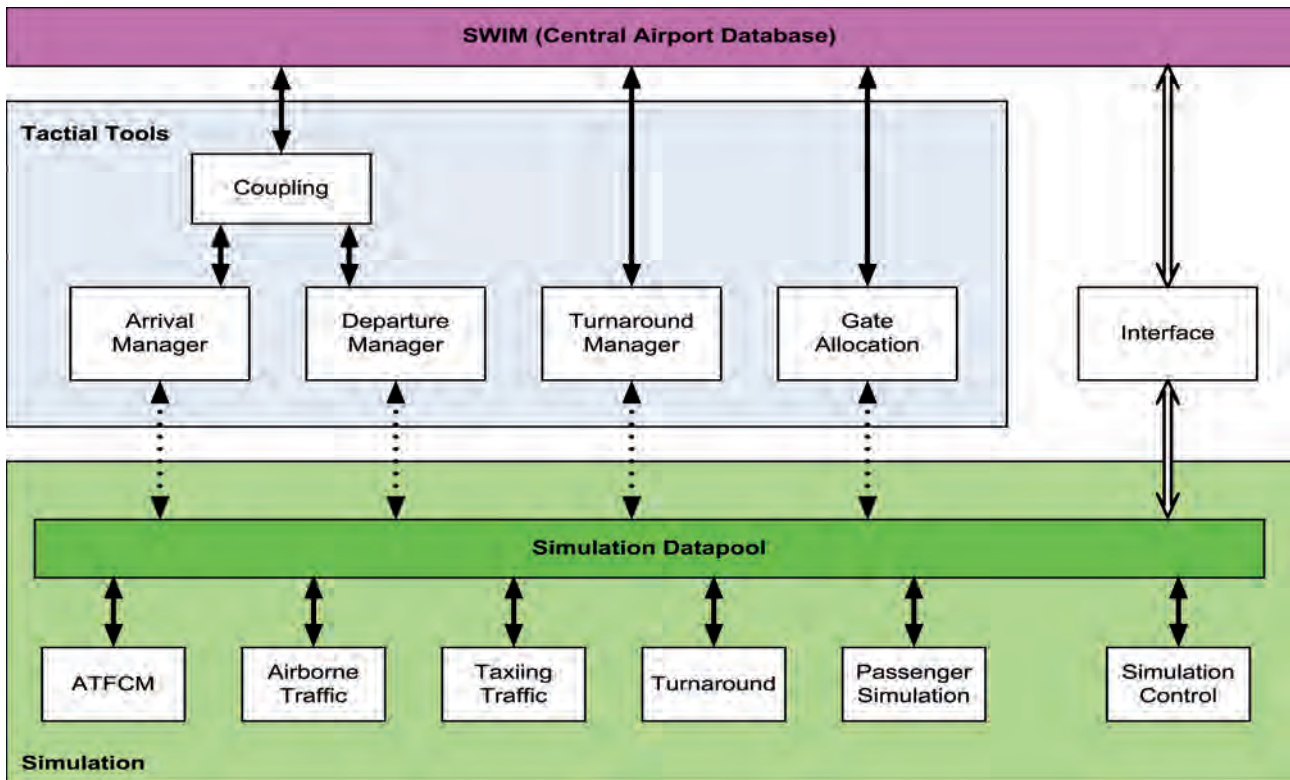 SWIM (Central Airport Database)
Tactial Tools
Coupling
Arrival
Manager
Departure
Manager
Turnaround
Manager
Gate
Allocation
Interface
Simulation Datapool
ATFCM
Airborne
Traffic
Taxiing
Traffic
Turnaround
Passenger
Simulation
Simulation
Control
Simulation